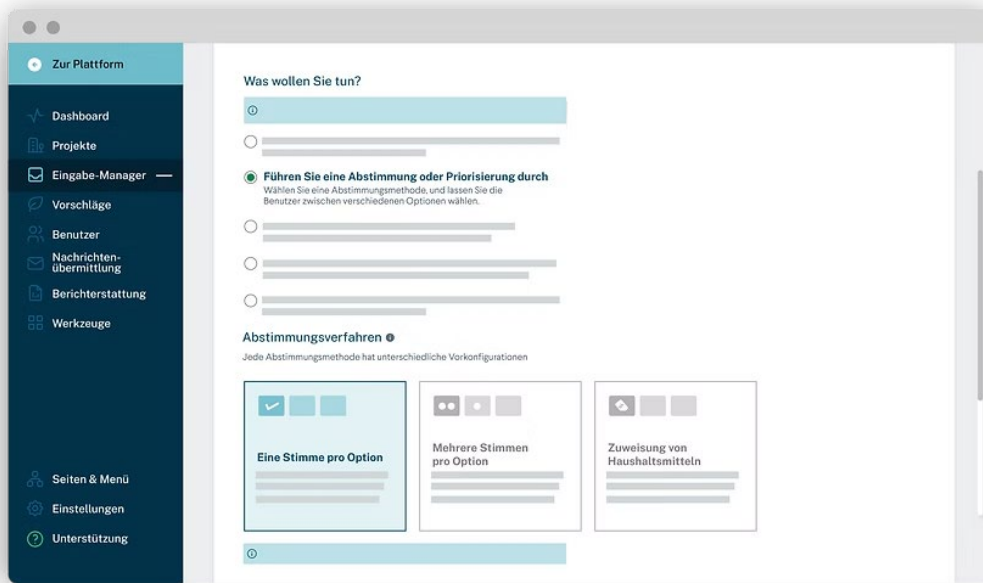 Zur Plattform
Dashboard
Projekte
Eingabe-Manager
Vorschläge
Benutzer
Nachrichten-
übermittlung
Berichterstattung
Werkzeuge
Seiten & Menü
Einstellungen
Unterstützung
Was wollen Sie tun?
Führen Sie eine Abstimmung oder Priorisierung durch
Wählen Sie eine Abstimmungsmethode, und lassen Sie die
Benutzer zwischen verschiedenen Optionen wählen.
Abstimmungsverfahren
Jede Abstimmungsmethode hat unterschiedliche Vorkonfigurationen
Eine Stimme pro Option
Mehrere Stimmen
pro Option
Zuweisung von
Haushaltsmitteln